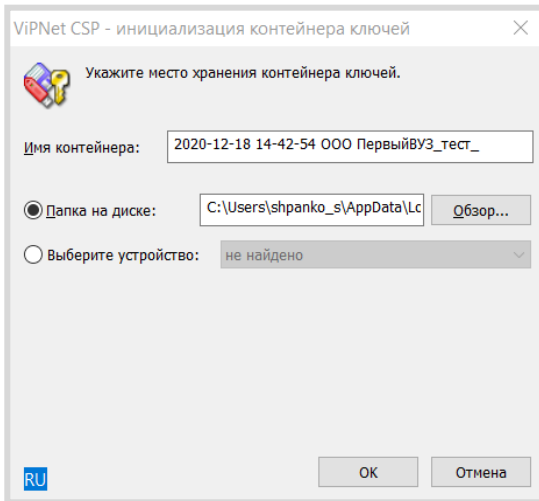 ViPNet CSP - инициализация контейнера ключей
Укажите место хранения контейнера ключей.
Имя контейнера: 2020-12-18 14-42-54 ООО ПервыйВУЗ_тест_
Папка на диске: C:\Users\shpanko_s\AppData\Lc Обзор...
Выберите устройство: не найдено
RU OK Отмена